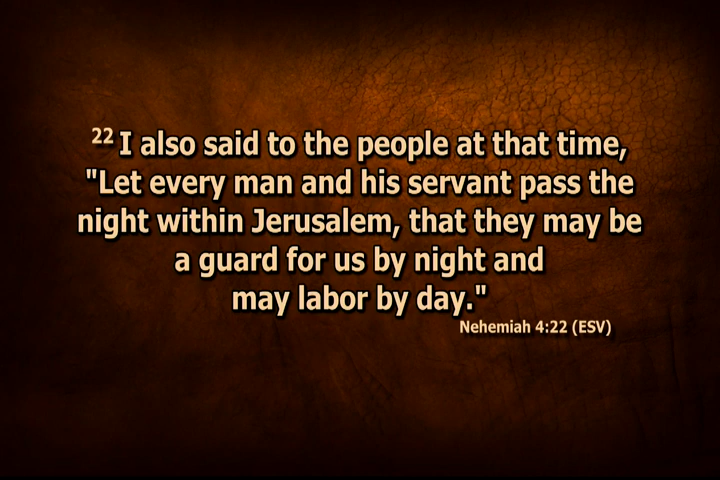 22 I also said to the people at that time,
"Let every man and his servant pass the
night within Jerusalem, that they may be
a guard for us by night and
may labor by day."
Nehemiah 4:22 (ESV)